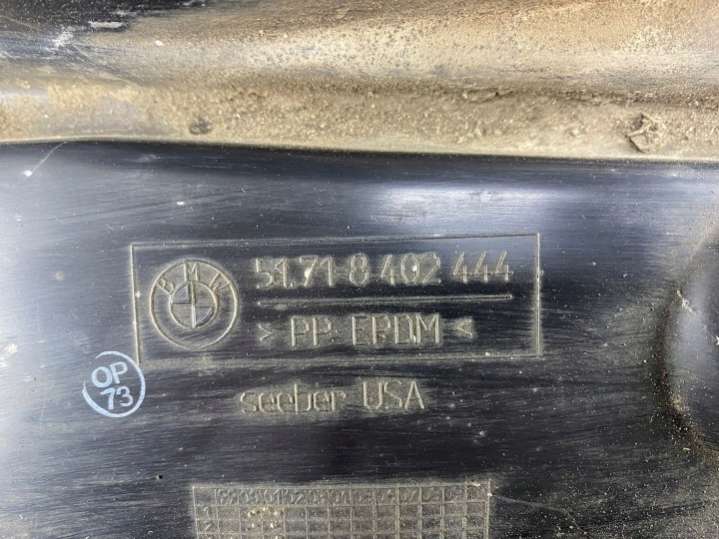 BMW
51.71-8 402 444
> PP-EPDM <
OP
73
seeber USA